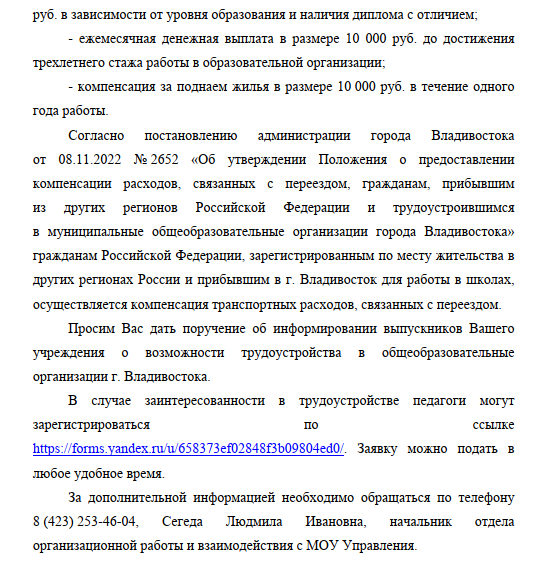 руб. в зависимости от уровня образования и наличия диплома с отличием;
- ежемесячная денежная выплата в размере 10 000 руб. до достижения
трехлетнего стажа работы в образовательной организации;
- компенсация за поднаем жилья в размере 10 000 руб. в течение одного
года работы.
Согласно постановлению администрации города Владивостока
от 08.11.2022 № 2652 «Об утверждении Положения о предоставлении
компенсации расходов, связанных с переездом, гражданам, прибывшим
из других регионов Российской Федерации и трудоустроившимся
в муниципальные общеобразовательные организации города Владивостока»
гражданам Российской Федерации, зарегистрированным по месту жительства в
других регионах России и прибывшим в г. Владивосток для работы в школах,
осуществляется компенсация транспортных расходов, связанных с переездом.
Просим Вас дать поручение об информировании выпускников Вашего
учреждения о возможности трудоустройства в общеобразовательные
организации г. Владивостока.
В случае заинтересованности в трудоустройстве педагоги могут
зарегистрироваться по ссылке
https://forms.yandex.ru/u/658373ef02848f3b09804ed0/. Заявку можно подать в
любое удобное время.
За дополнительной информацией необходимо обращаться по телефону
8 (423) 253-46-04, Сегеда Людмила Ивановна, начальник отдела
организационной работы и взаимодействия с МОУ Управления.